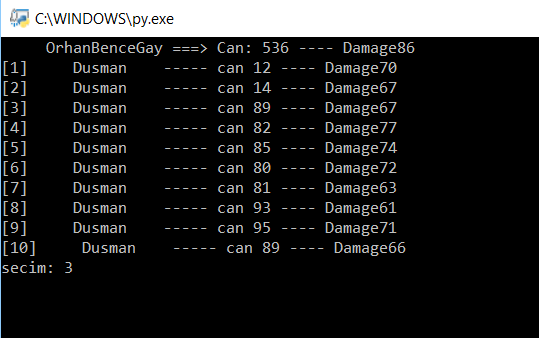 C:\WINDOWS\py.exe
OrhanBenceGay ===> Can: 536 ---- Damage86
[1]     Dusman    ----- can 12 ---- Damage70
[2]     Dusman    ----- can 14 ---- Damage67
[3]     Dusman    ----- can 89 ---- Damage67
[4]     Dusman    ----- can 82 ---- Damage77
[5]     Dusman    ----- can 85 ---- Damage74
[6]     Dusman    ----- can 80 ---- Damage72
[7]     Dusman    ----- can 81 ---- Damage63
[8]     Dusman    ----- can 93 ---- Damage61
[9]     Dusman    ----- can 95 ---- Damage71
[10]     Dusman    ----- can 89 ---- Damage66
secim: 3